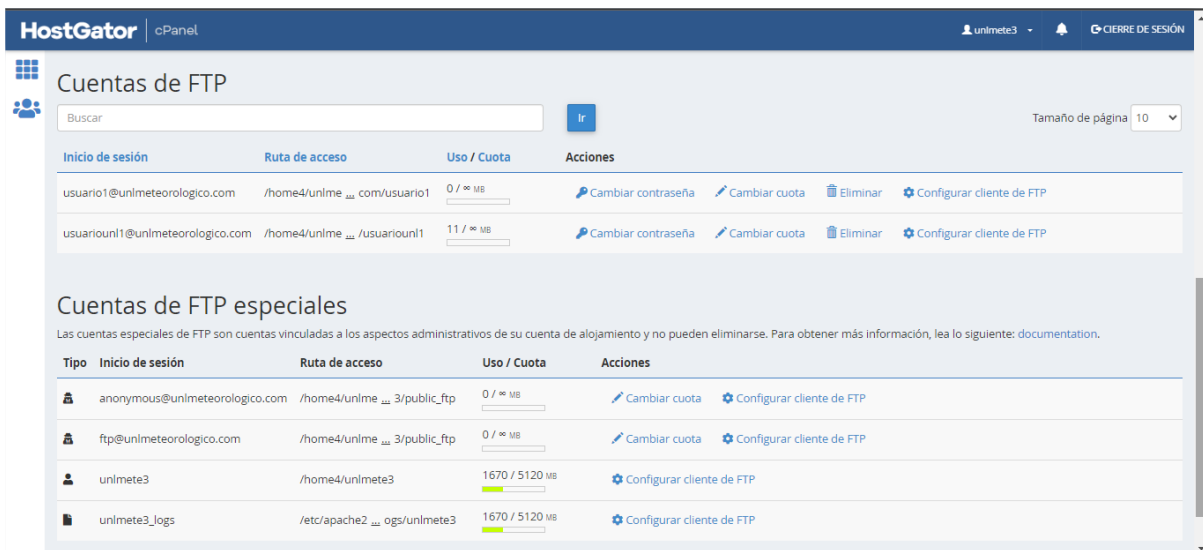 HostGator cPanel unlmete3 CIERRE DE SESIÓN
Cuentas de FTP
Buscar Ir Tamaño de página 10
Inicio de sesión Ruta de acceso Uso / Cuota Acciones
usuario1@unlmeteorologico.com /home4/unlme ... com/usuario1 0 / ∞ MB Cambiar contraseña Cambiar cuota Eliminar Configurar cliente de FTP
usuariounl1@unlmeteorologico.com /home4/unlme ... /usuariounl1 11 / ∞ MB Cambiar contraseña Cambiar cuota Eliminar Configurar cliente de FTP
Cuentas de FTP especiales
Las cuentas especiales de FTP son cuentas vinculadas a los aspectos administrativos de su cuenta de alojamiento y no pueden eliminarse. Para obtener más información, lea lo siguiente: documentation.
Tipo Inicio de sesión Ruta de acceso Uso / Cuota Acciones
anonymous@unlmeteorologico.com /home4/unlme ... 3/public_ftp 0 / ∞ MB Cambiar cuota Configurar cliente de FTP
ftp@unlmeteorologico.com /home4/unlme ... 3/public_ftp 0 / ∞ MB Cambiar cuota Configurar cliente de FTP
unlmete3 /home4/unlmete3 1670 / 5120 MB Configurar cliente de FTP
unlmete3_logs /etc/apache2 ... ogs/unlmete3 1670 / 5120 MB Configurar cliente de FTP